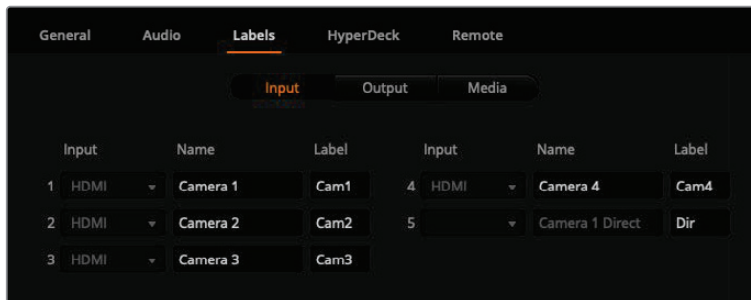 General Audio Labels HyperDeck Remote
Input Output Media
Input Name Label Input Name Label
1 HDMI Camera 1 Cam1 4 HDMI Camera 4 Cam4
2 HDMI Camera 2 Cam2 5 Camera 1 Direct Dir
3 HDMI Camera 3 Cam3